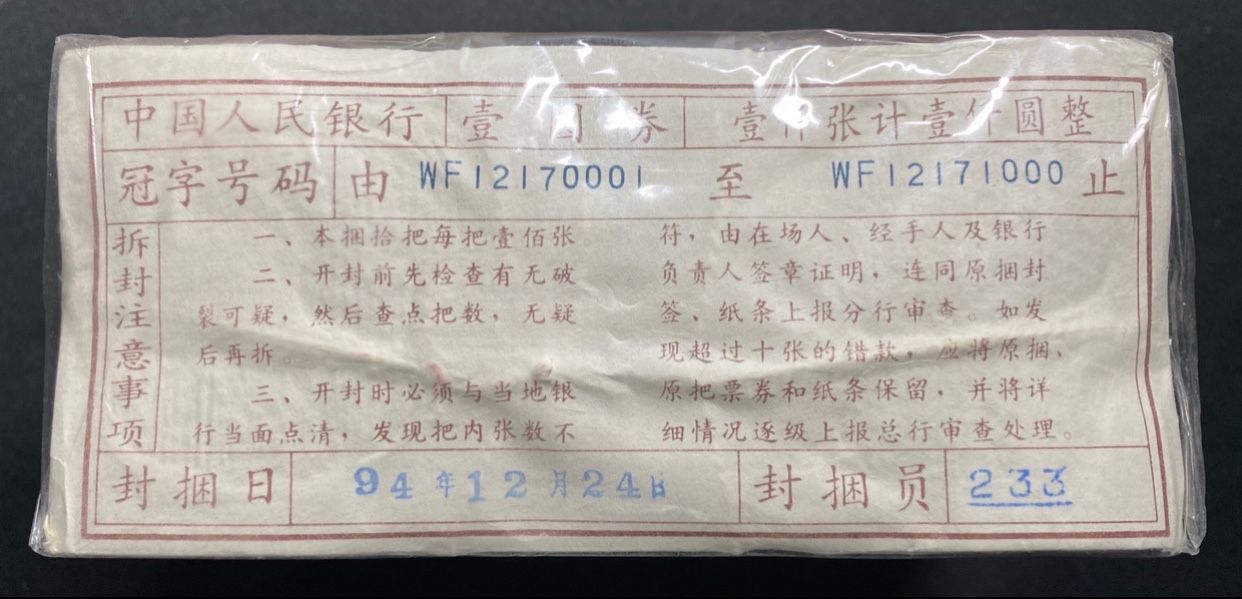 中国人民银行 壹圆券 壹仟张计壹仟圆整
冠字号码 由 WF12170001 至 WF12171000 止
拆封注意事项
一、本捆拾把每把壹佰张。
二、开封前先检查有无破
裂可疑，然后查点把数，无疑
后再拆。
三、开封时必须与当地银
行当面点清，发现把内张数不
符，由在场人、经手人及银行
负责人签章证明，连同原捆封
签、纸条上报分行审查。如发
现超过十张的错款，应将原捆、
原把票券和纸条保留，并将详
细情况逐级上报总行审查处理。
封捆日 94年12月24日 封捆员 233